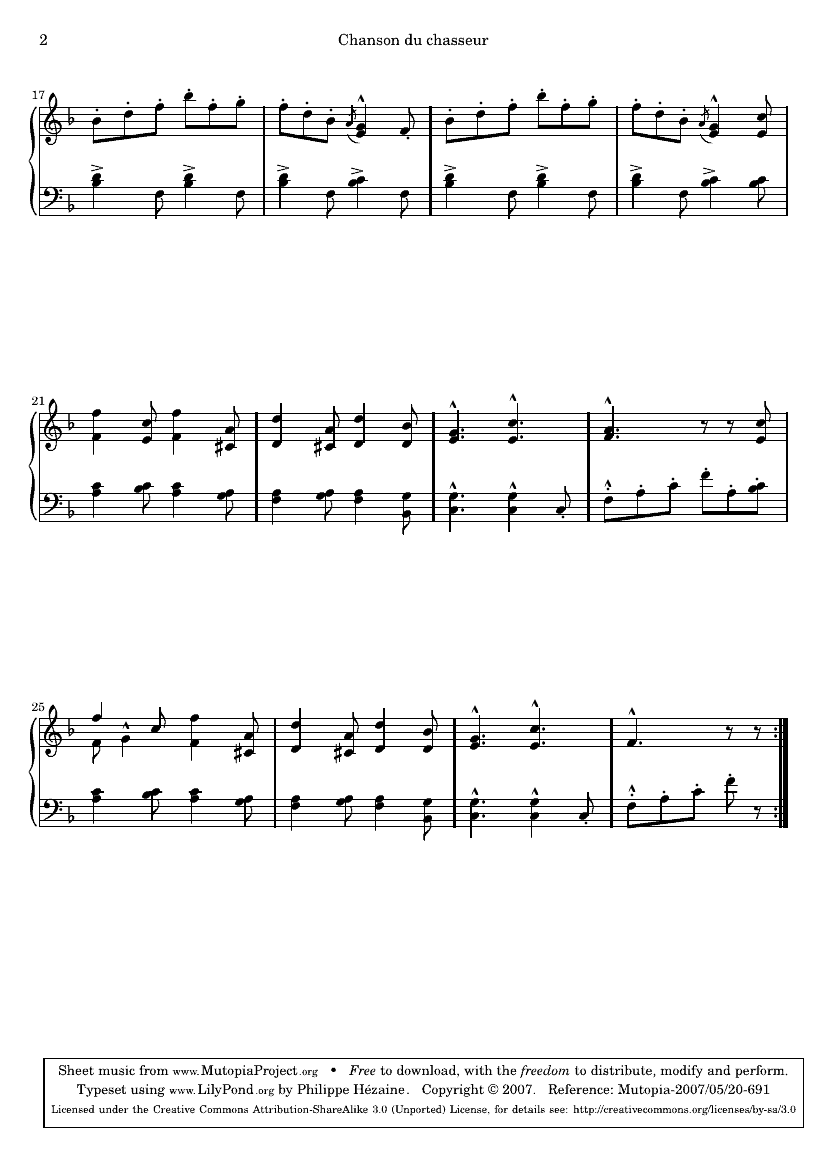 2
Chanson du chasseur
17
21
25
Sheet music from www.MutopiaProject.org • Free to download, with the freedom to distribute, modify and perform.
Typeset using www.LilyPond.org by Philippe Hézaine. Copyright © 2007. Reference: Mutopia-2007/05/20-691
Licensed under the Creative Commons Attribution-ShareAlike 3.0 (Unported) License, for details see: http://creativecommons.org/licenses/by-sa/3.0